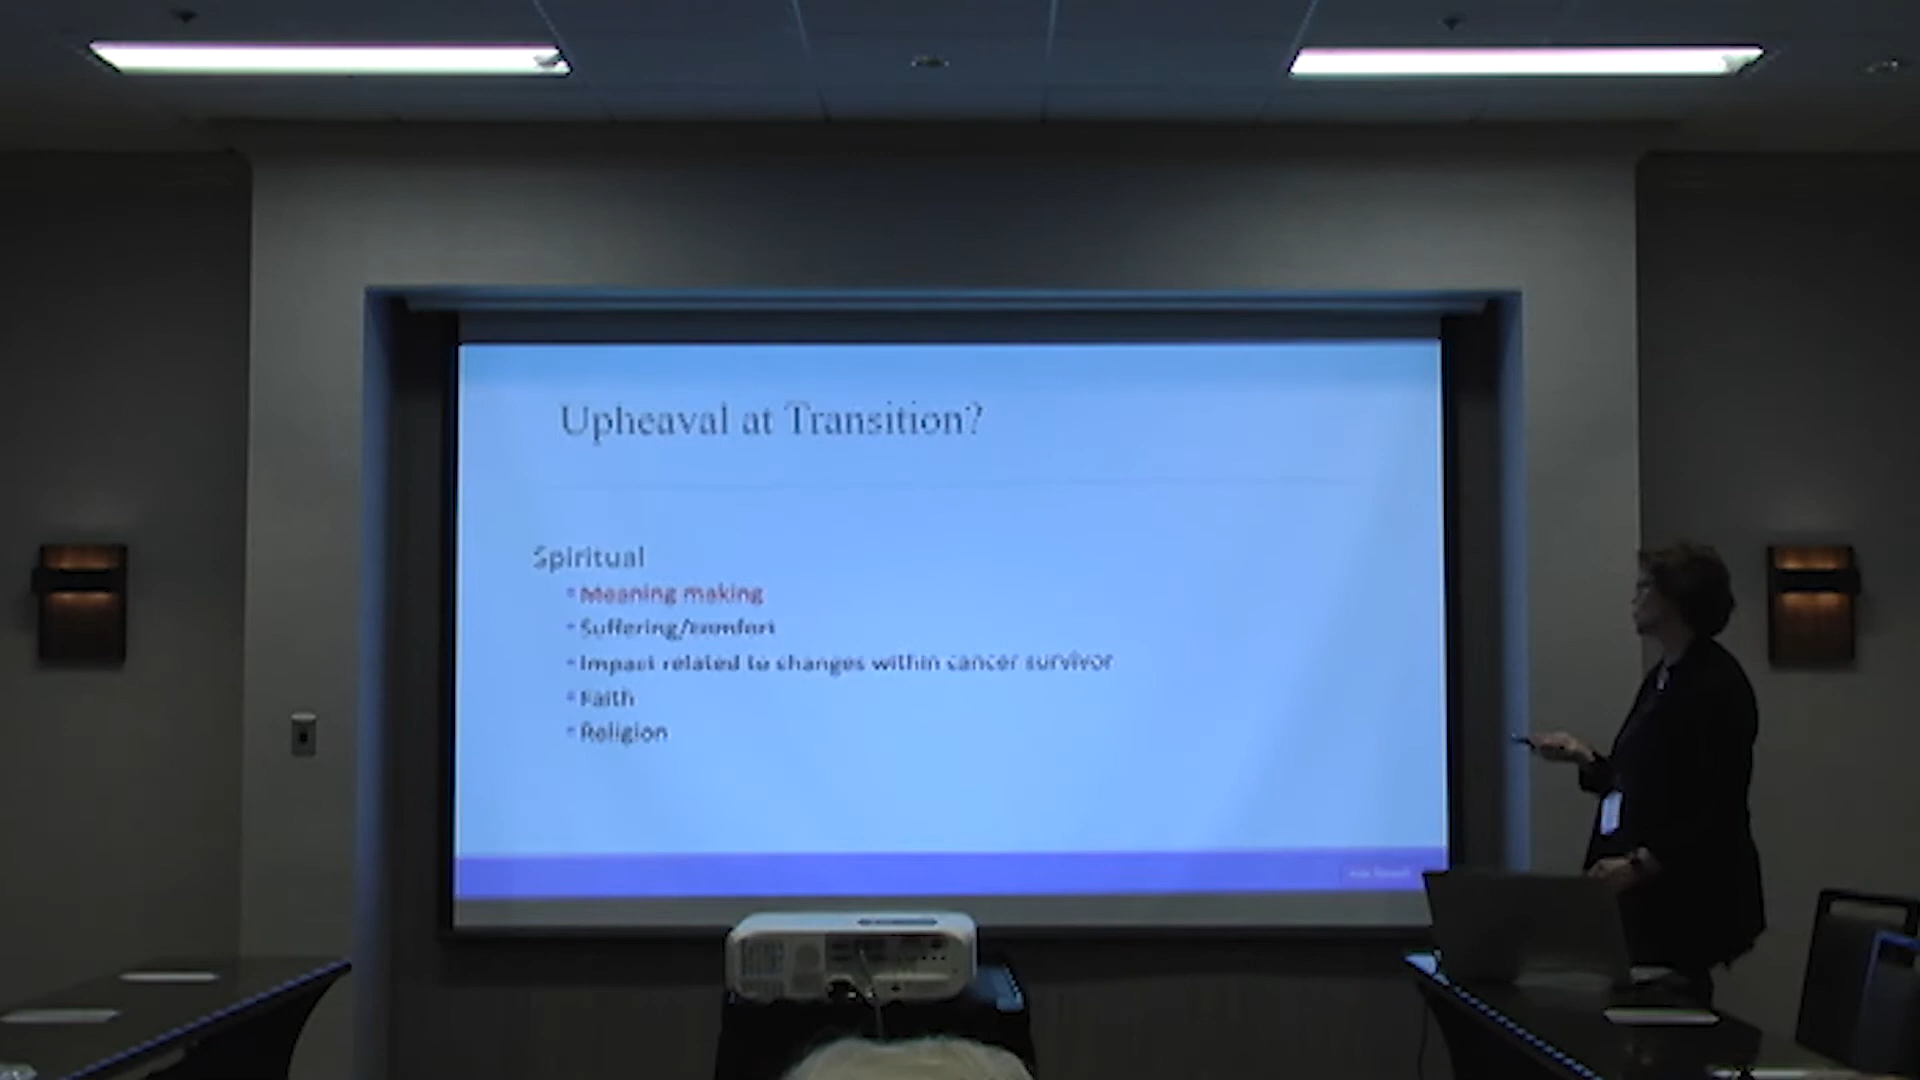 Upheaval at Transition?
Spiritual
Meaning making
Suffering/comfort
Impact related to changes within cancer survivor
Faith
Religion